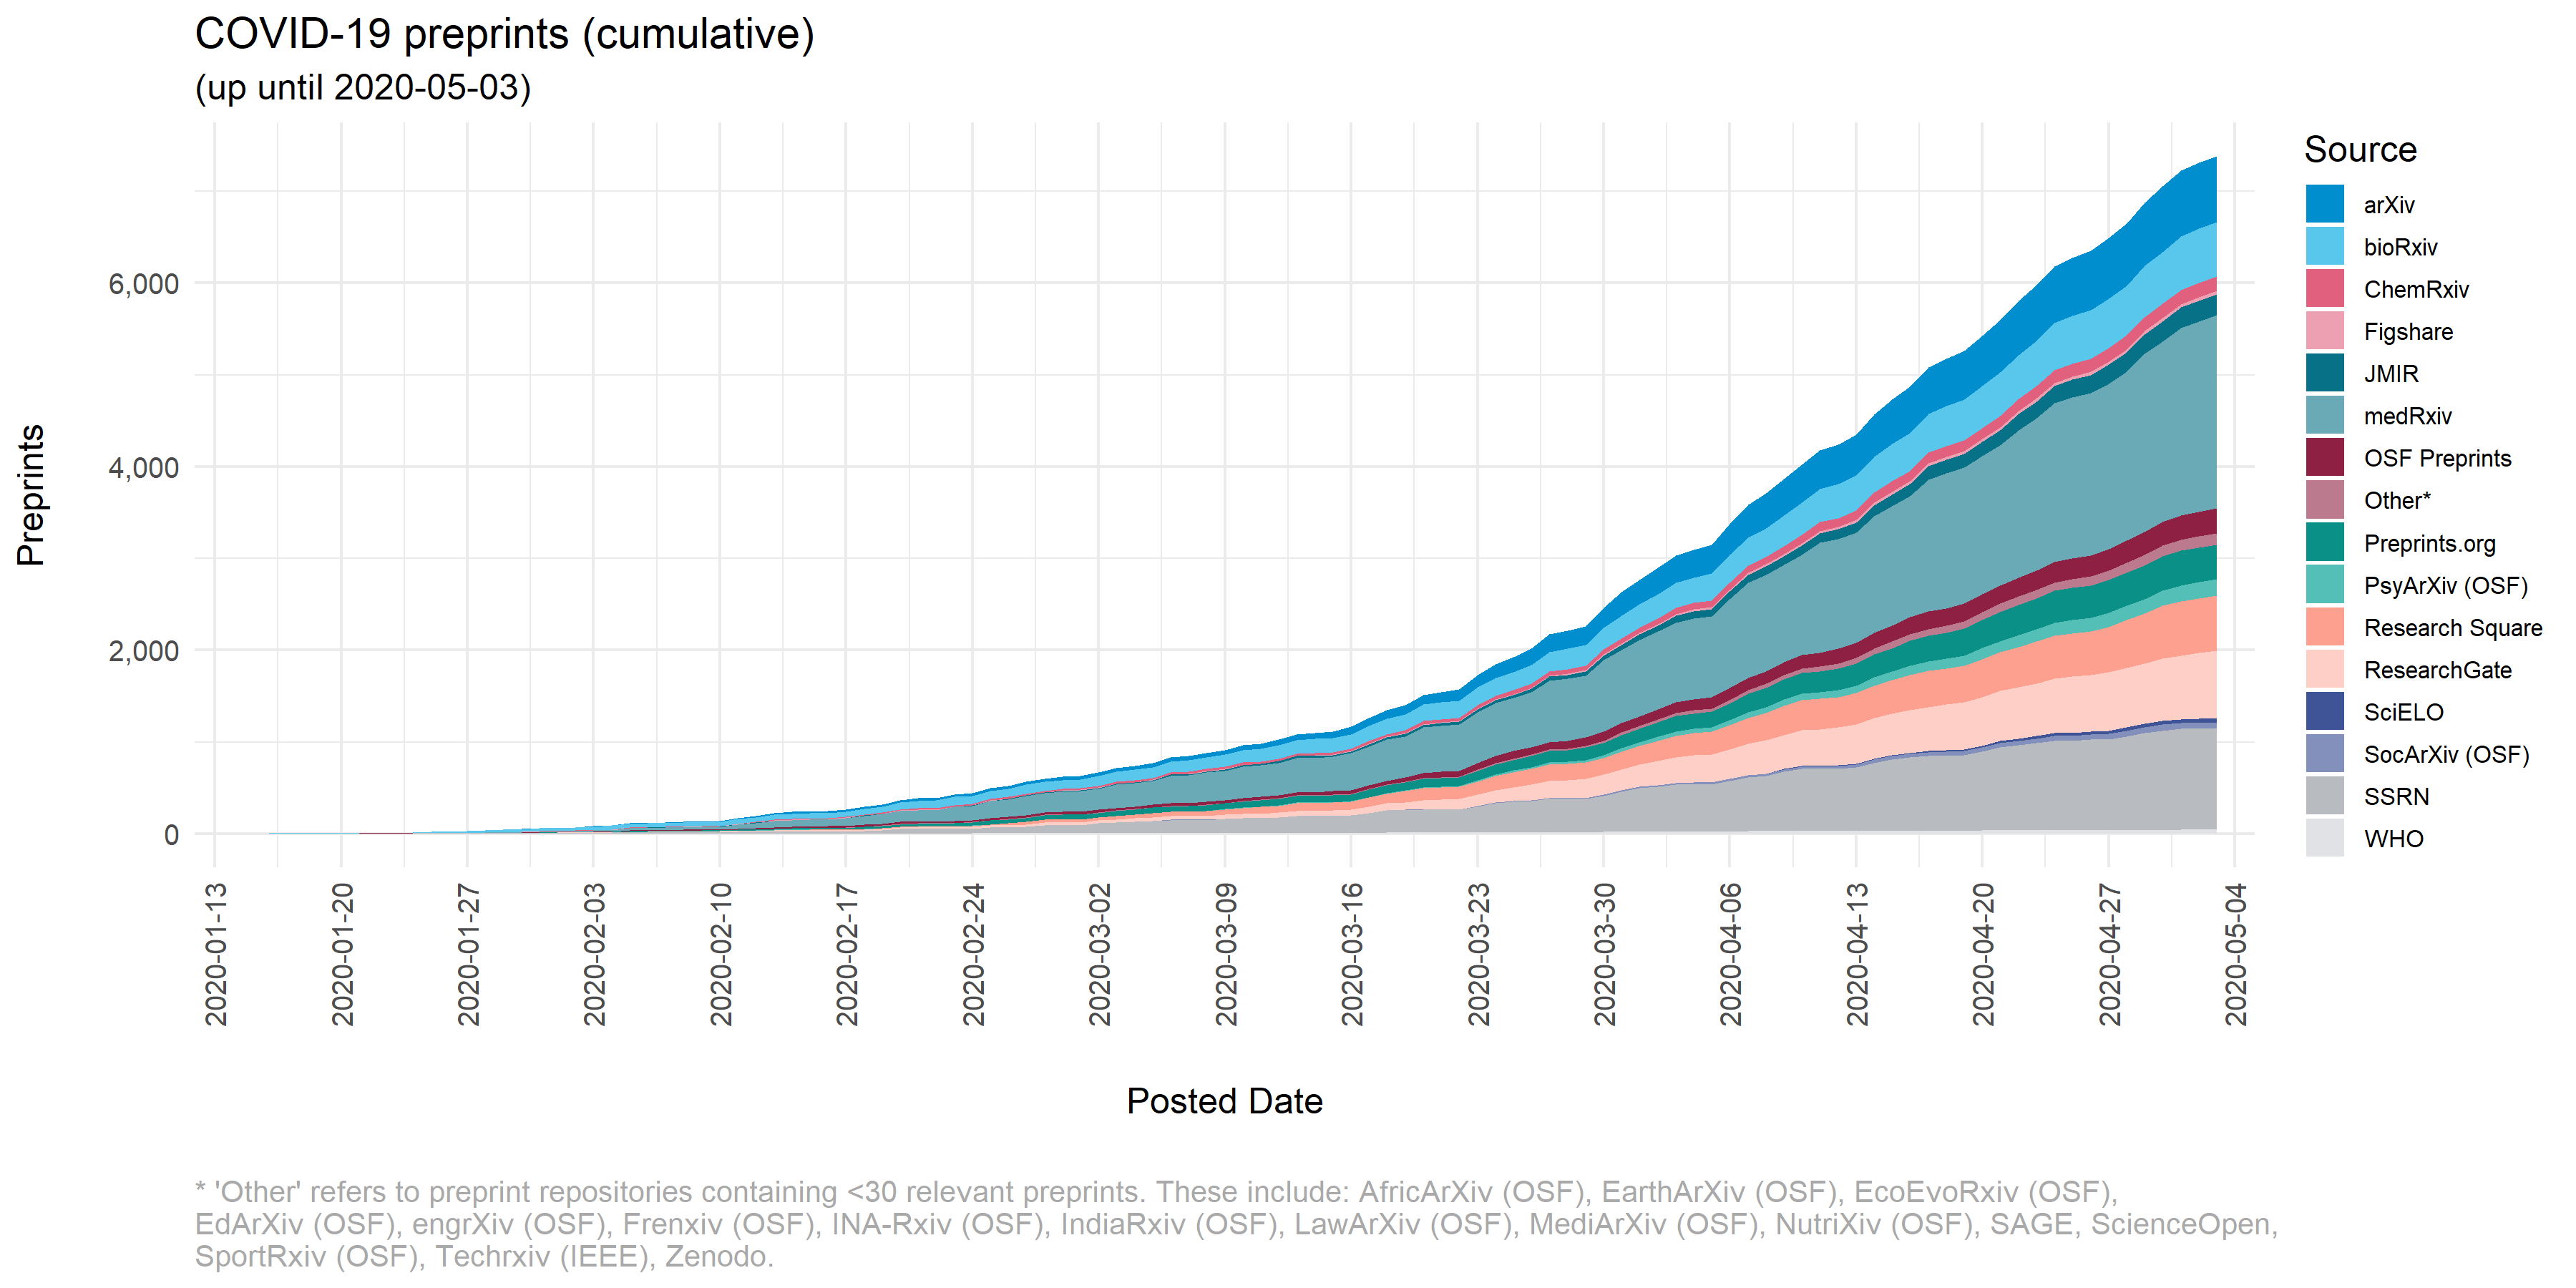 COVID-19 preprints (cumulative)
(up until 2020-05-03)
Preprints
6,000
4,000
2,000
0
2020-01-13
2020-01-20
2020-01-27
2020-02-03
2020-02-10
2020-02-17
2020-02-24
2020-03-02
2020-03-09
2020-03-16
2020-03-23
2020-03-30
2020-04-06
2020-04-13
2020-04-20
2020-04-27
2020-05-04
Posted Date
Source
arXiv
bioRxiv
ChemRxiv
Figshare
JMIR
medRxiv
OSF Preprints
Other*
Preprints.org
PsyArXiv (OSF)
Research Square
ResearchGate
SciELO
SocArXiv (OSF)
SSRN
WHO
* 'Other' refers to preprint repositories containing <30 relevant preprints. These include: AfricArXiv (OSF), EarthArXiv (OSF), EcoEvoRxiv (OSF),
EdArXiv (OSF), engrXiv (OSF), Frenxiv (OSF), INA-Rxiv (OSF), IndiaRxiv (OSF), LawArXiv (OSF), MediArXiv (OSF), NutriXiv (OSF), SAGE, ScienceOpen,
SportRxiv (OSF), Techrxiv (IEEE), Zenodo.